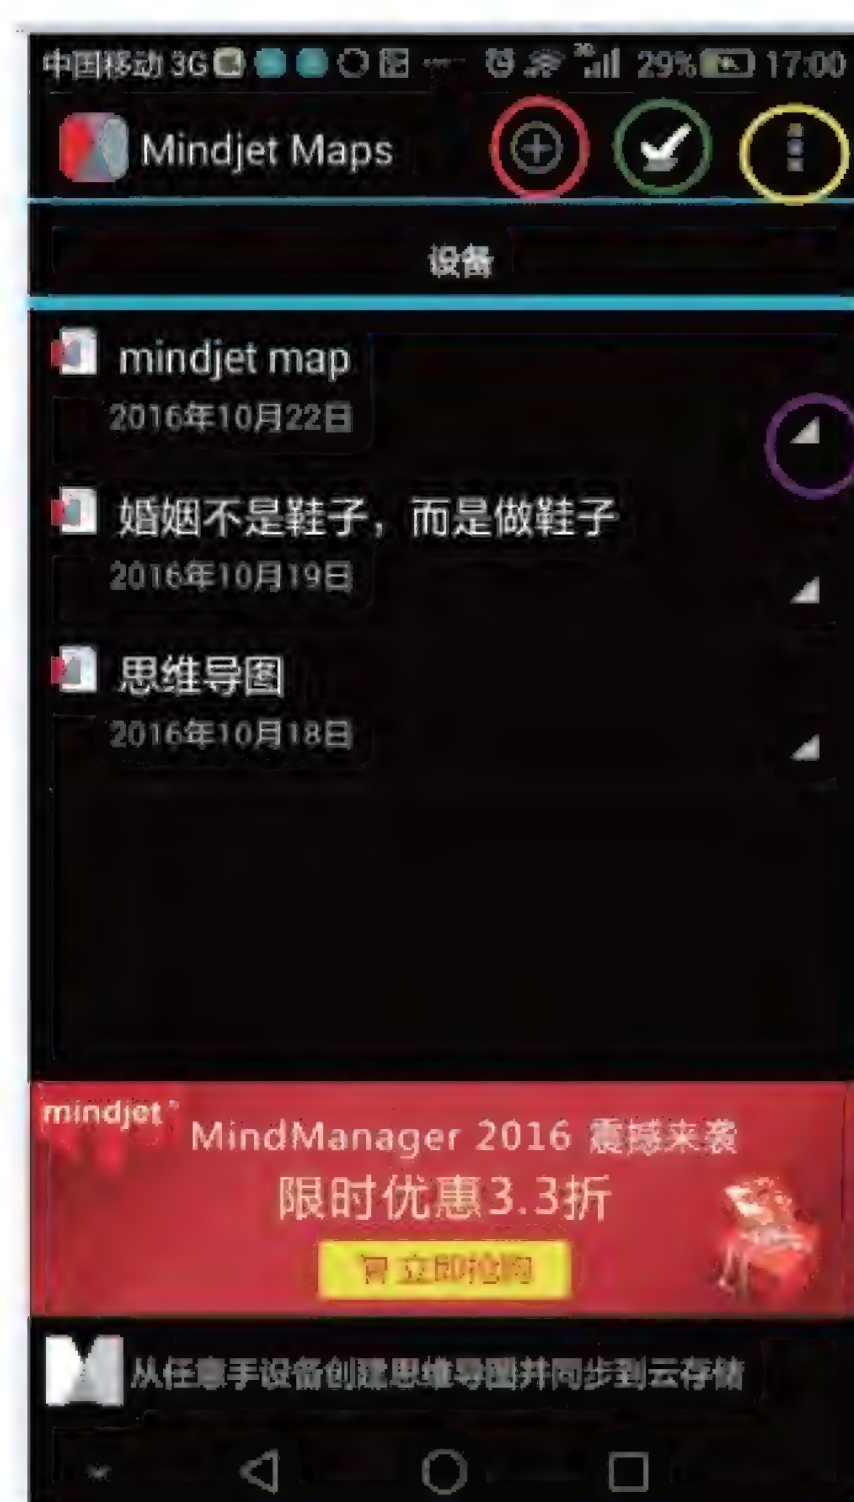 中国移动 3G 29% 17:00
Mindjet Maps
设备
mindjet map
2016年10月22日
婚姻不是鞋子，而是做鞋子
2016年10月19日
思维导图
2016年10月18日
mindjet
MindManager 2016 震撼来袭
限时优惠3.3折
立即抢购
从任意手设备创建思维导图并同步到云存储